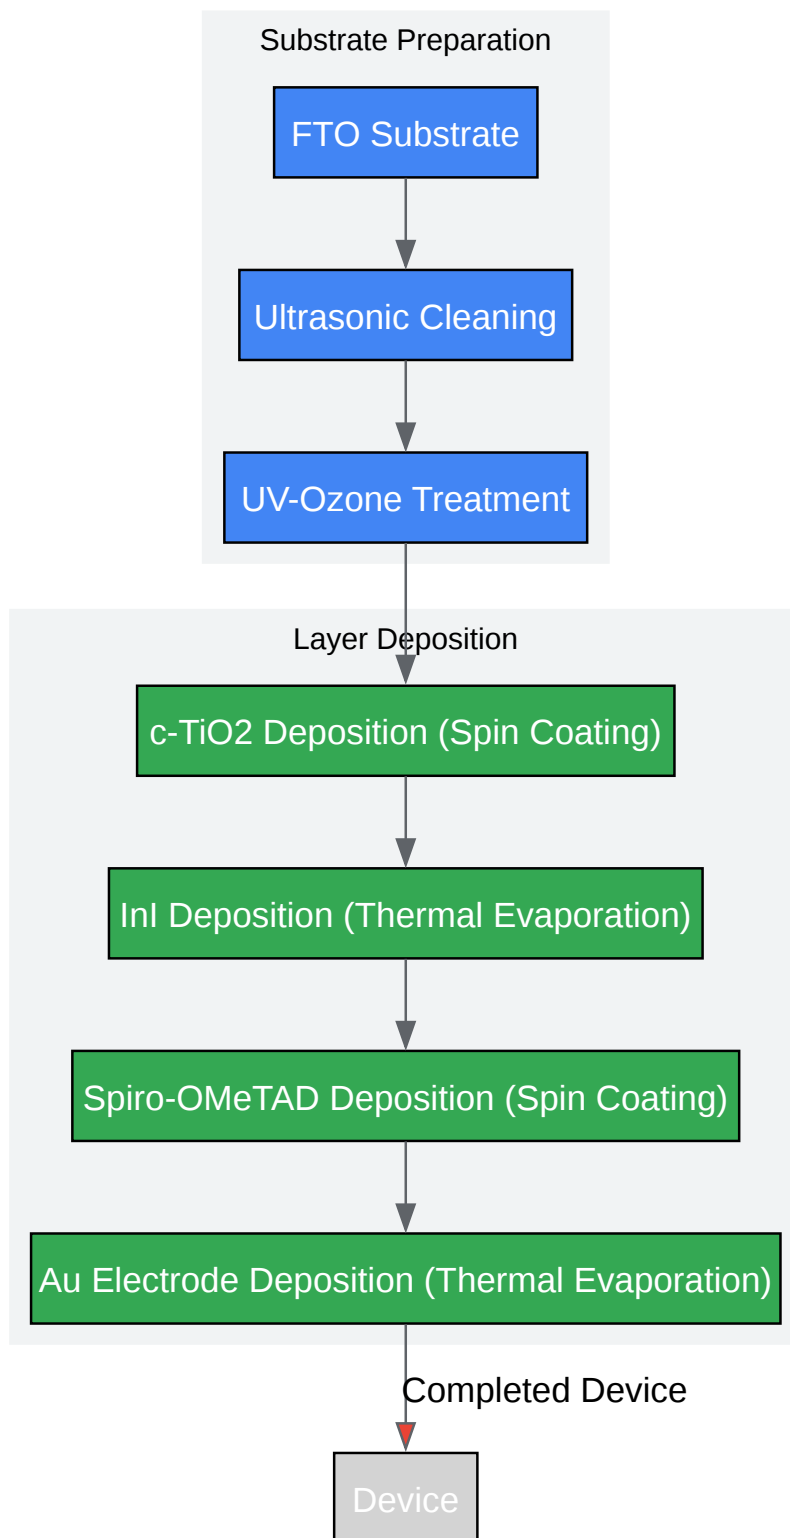 Substrate Preparation
FTO Substrate
Ultrasonic Cleaning
UV-Ozone Treatment
Layer Deposition
c-TiO2 Deposition (Spin Coating)
InI Deposition (Thermal Evaporation)
Spiro-OMeTAD Deposition (Spin Coating)
Au Electrode Deposition (Thermal Evaporation)
Completed Device
Device